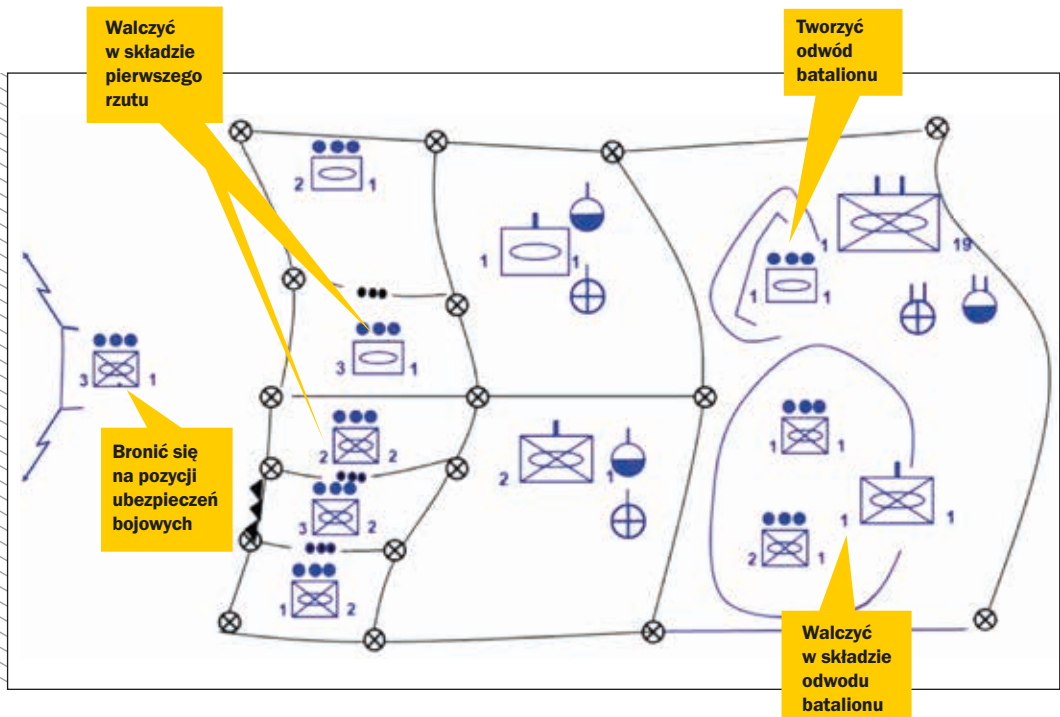 Walczyć
w składzie
pierwszego
rzutu
Tworzyć
odwód
batalionu
2 1
1 1
1 19
1 1
3 1
3 1
Bronić się
na pozycji
ubezpieczeń
bojowych
2 2
2 1
1 1
3 2
1 1
2 1
1 2
Walczyć
w składzie
odwodu
batalionu